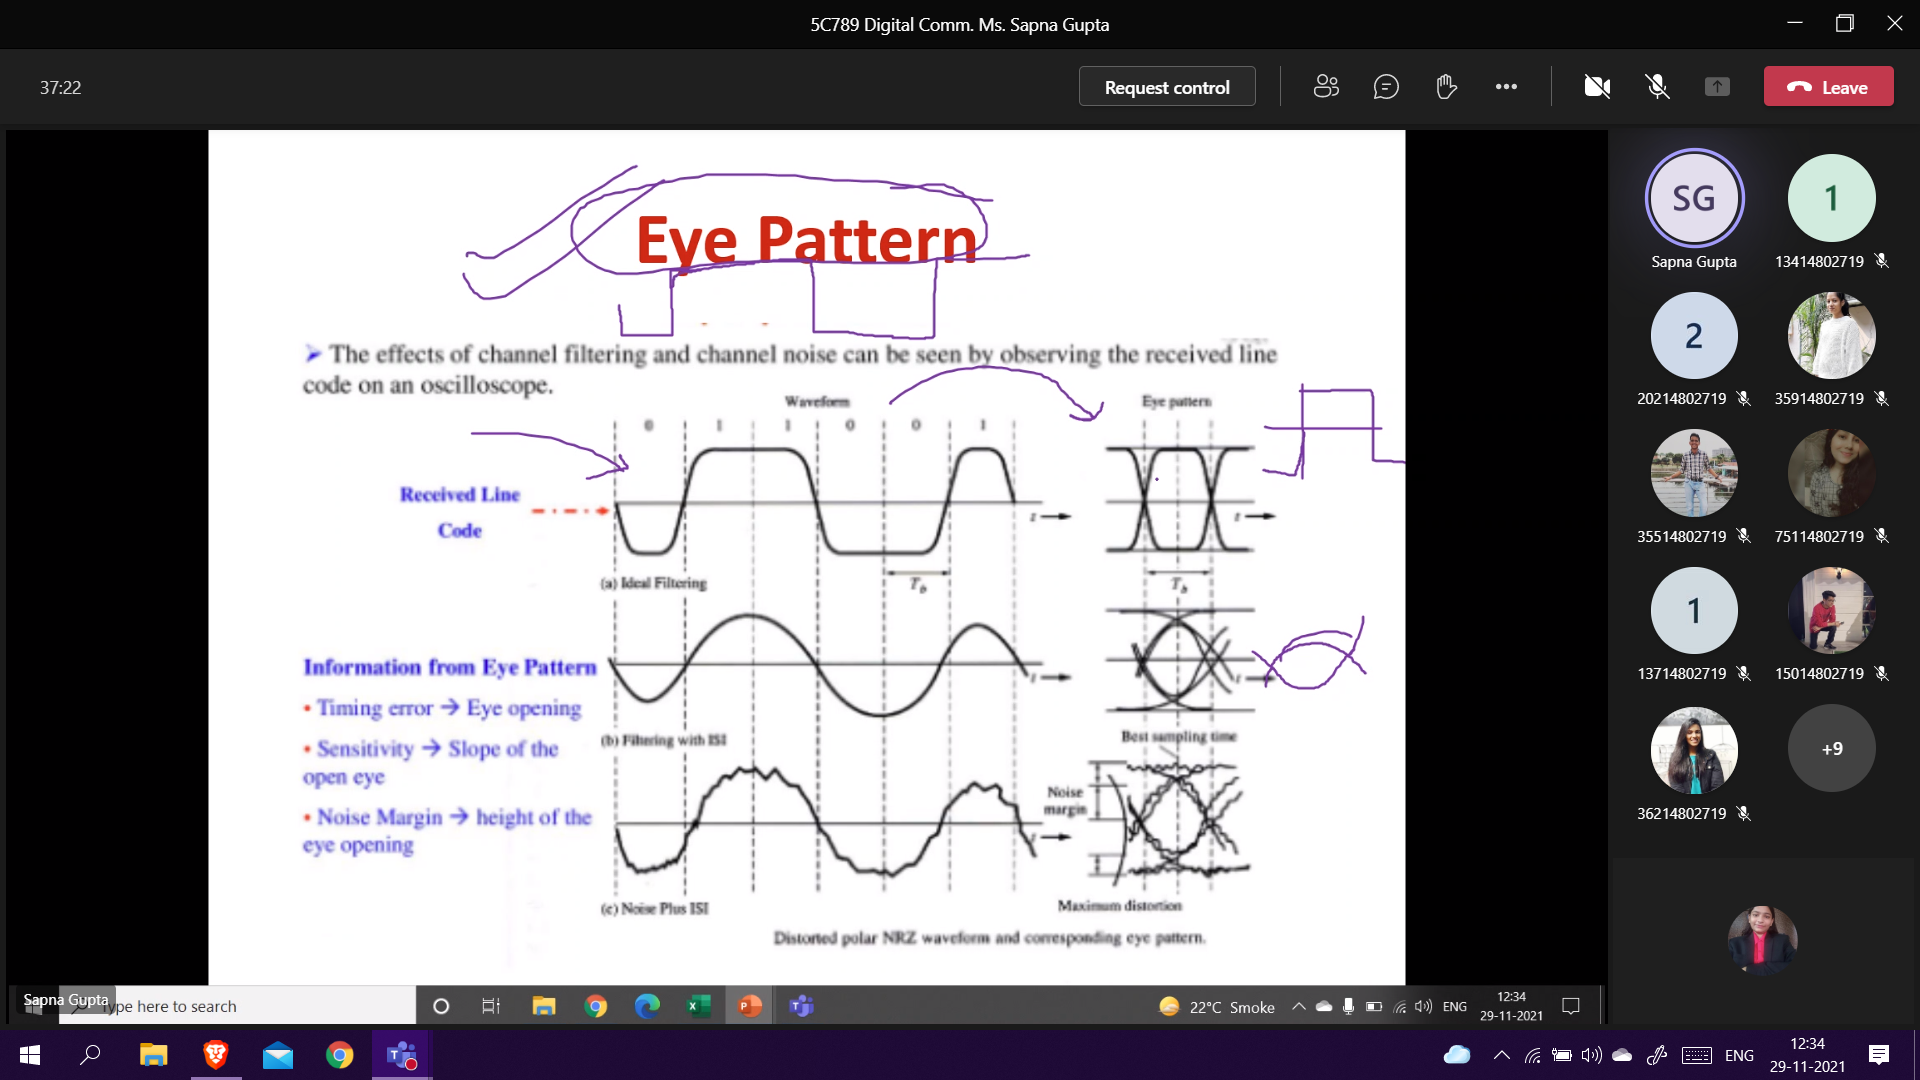 5C789 Digital Comm. Ms. Sapna Gupta
37:22
Request control
Leave
Eye Pattern
➤ The effects of channel filtering and channel noise can be seen by observing the received line
code on an oscilloscope.
Waveform
Eye pattern
0 1 1 0 0 1
Received Line
Code
t
t
(a) Ideal Filtering
Tb
Tb
Information from Eye Pattern
• Timing error → Eye opening
• Sensitivity → Slope of the
open eye
• Noise Margin → height of the
eye opening
t
t
(b) Filtering with ISI
Best sampling time
Noise
margin
t
(c) Noise Plus ISI
Maximum distortion
Distorted polar NRZ waveform and corresponding eye pattern.
SG
Sapna Gupta
1
13414802719
2
20214802719
35914802719
35514802719
75114802719
1
13714802719
15014802719
36214802719
+9
Sapna Gupta
Type here to search
22°C Smoke
ENG
12:34
29-11-2021
ENG
12:34
29-11-2021